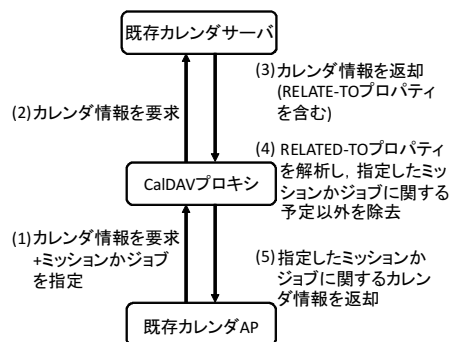 既存カレンダサーバ
(3)カレンダ情報を返却
(RELATE-TOプロパティ
を含む)
(2)カレンダ情報を要求
(4) RELATED-TOプロパティ
を解析し，指定したミッ
ションかジョブに関する
予定以外を除去
CalDAVプロキシ
(1)カレンダ情報を要求
+ミッションかジョブ
を指定
(5)指定したミッションか
ジョブに関するカレン
ダ情報を返却
既存カレンダAP